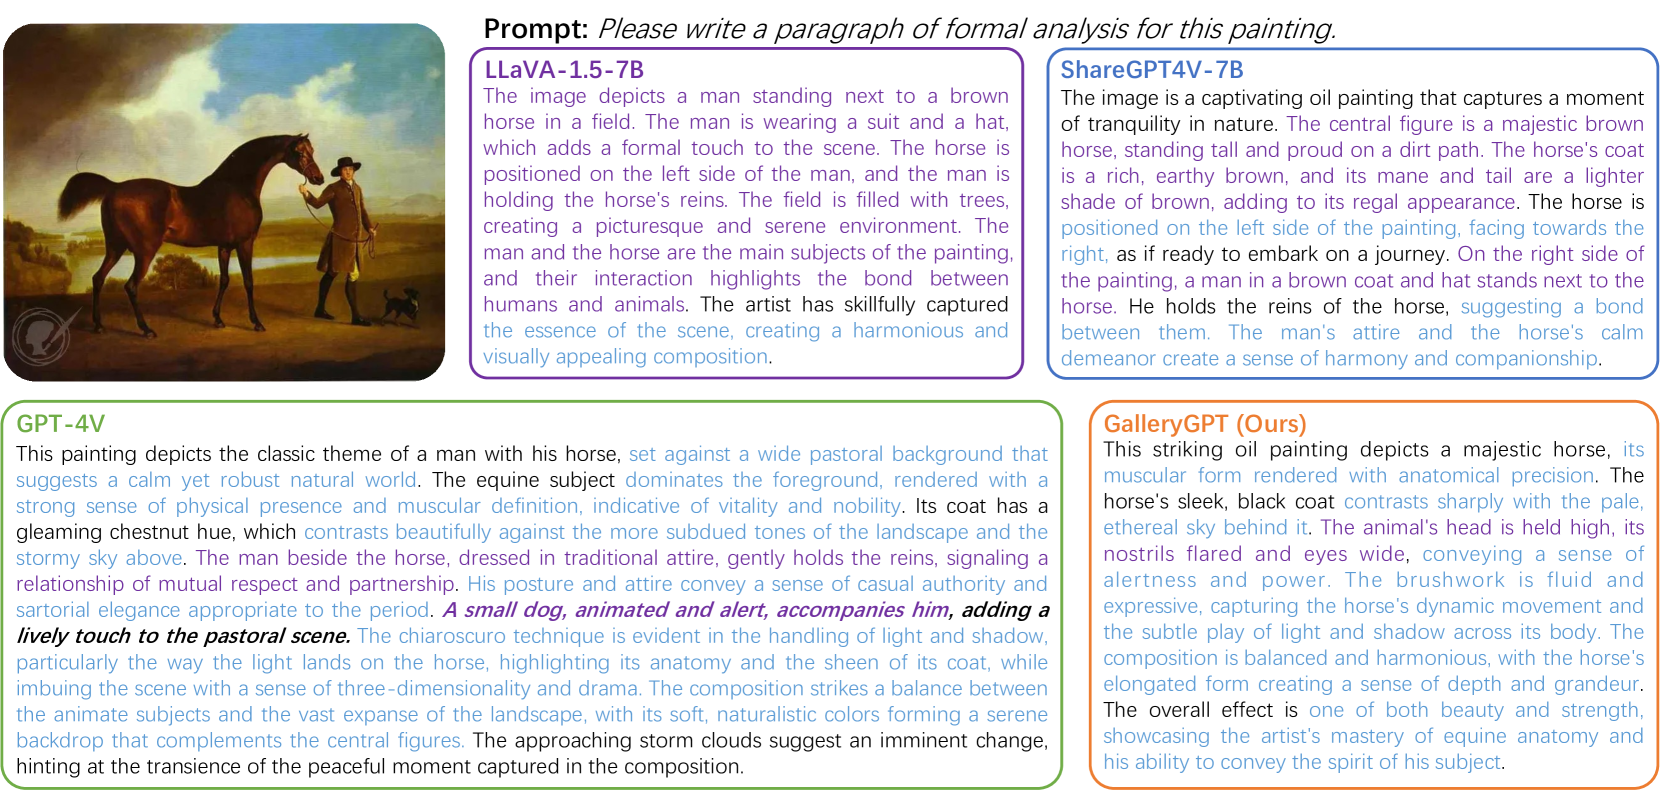 Prompt: Please write a paragraph of formal analysis for this painting.
LLaVA-1.5-7B
The image depicts a man standing next to a brown
horse in a field. The man is wearing a suit and a hat,
which adds a formal touch to the scene. The horse is
positioned on the left side of the man, and the man is
holding the horse's reins. The field is filled with trees,
creating a picturesque and serene environment. The
man and the horse are the main subjects of the painting,
and their interaction highlights the bond between
humans and animals. The artist has skillfully captured
the essence of the scene, creating a harmonious and
visually appealing composition.
ShareGPT4V-7B
The image is a captivating oil painting that captures a moment
of tranquility in nature. The central figure is a majestic brown
horse, standing tall and proud on a dirt path. The horse's coat
is a rich, earthy brown, and its mane and tail are a lighter
shade of brown, adding to its regal appearance. The horse is
positioned on the left side of the painting, facing towards the
right, as if ready to embark on a journey. On the right side of
the painting, a man in a brown coat and hat stands next to the
horse. He holds the reins of the horse, suggesting a bond
between them. The man's attire and the horse's calm
demeanor create a sense of harmony and companionship.
GPT-4V
This painting depicts the classic theme of a man with his horse, set against a wide pastoral background that
suggests a calm yet robust natural world. The equine subject dominates the foreground, rendered with a
strong sense of physical presence and muscular definition, indicative of vitality and nobility. Its coat has a
gleaming chestnut hue, which contrasts beautifully against the more subdued tones of the landscape and the
stormy sky above. The man beside the horse, dressed in traditional attire, gently holds the reins, signaling a
relationship of mutual respect and partnership. His posture and attire convey a sense of casual authority and
sartorial elegance appropriate to the period. A small dog, animated and alert, accompanies him, adding a
lively touch to the pastoral scene. The chiaroscuro technique is evident in the handling of light and shadow,
particularly the way the light lands on the horse, highlighting its anatomy and the sheen of its coat, while
imbuing the scene with a sense of three-dimensionality and drama. The composition strikes a balance between
the animate subjects and the vast expanse of the landscape, with its soft, naturalistic colors forming a serene
backdrop that complements the central figures. The approaching storm clouds suggest an imminent change,
hinting at the transience of the peaceful moment captured in the composition.
GalleryGPT (Ours)
This striking oil painting depicts a majestic horse, its
muscular form rendered with anatomical precision. The
horse's sleek, black coat contrasts sharply with the pale,
ethereal sky behind it. The animal's head is held high, its
nostrils flared and eyes wide, conveying a sense of
alertness and power. The brushwork is fluid and
expressive, capturing the horse's dynamic movement and
the subtle play of light and shadow across its body. The
composition is balanced and harmonious, with the horse's
elongated form creating a sense of depth and grandeur.
The overall effect is one of both beauty and strength,
showcasing the artist's mastery of equine anatomy and
his ability to convey the spirit of his subject.